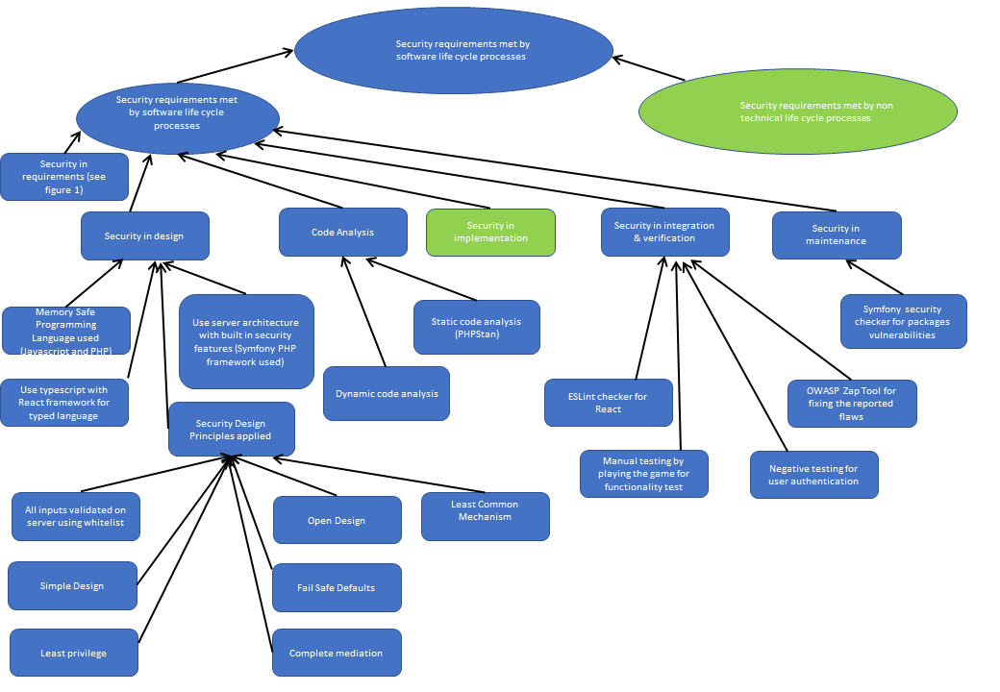 Security requirements met by
software life cycle processes
Security requirements met
by software life cycle
processes
Security requirements met by non
technical life cycle processes
Security in
requirements (see
figure 1)
Security in design
Code Analysis
Security in
implementation
Security in integration
& verification
Security in
maintenance
Memory Safe
Programming
Language used
(Javascript and PHP)
Use server architecture
with built in security
features (Symfony PHP
framework used)
Static code analysis
(PHPStan)
Symfony security
checker for packages
vulnerabilities
Use typescript with
React framework for
typed language
Dynamic code analysis
ESLint checker for
React
OWASP Zap Tool for
fixing the reported
flaws
Security Design
Principles applied
Manual testing by
playing the game for
functionality test
Negative testing for
user authentication
All inputs validated on
server using whitelist
Open Design
Least Common
Mechanism
Simple Design
Fail Safe Defaults
Least privilege
Complete mediation